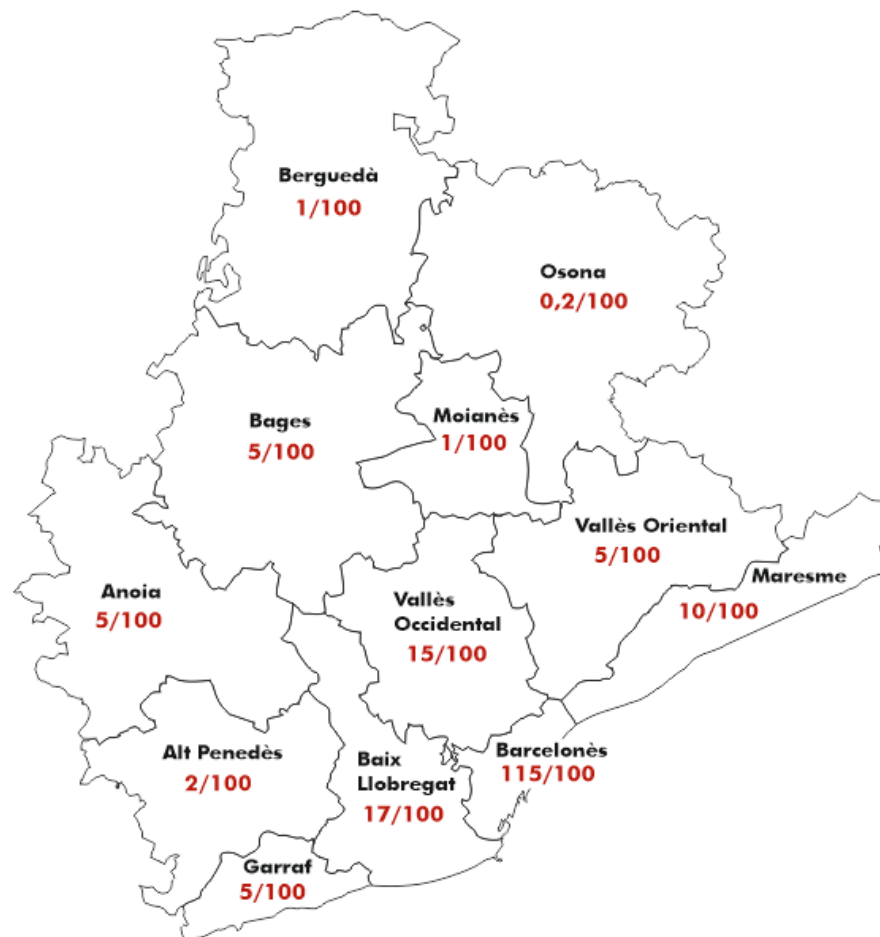 Berguedà
1/100
Osona
0,2/100
Bages
5/100
Moianès
1/100
Vallès Oriental
5/100
Maresme
10/100
Anoia
5/100
Vallès
Occidental
15/100
Alt Penedès
2/100
Baix
Llobregat
17/100
Barcelonès
115/100
Garraf
5/100